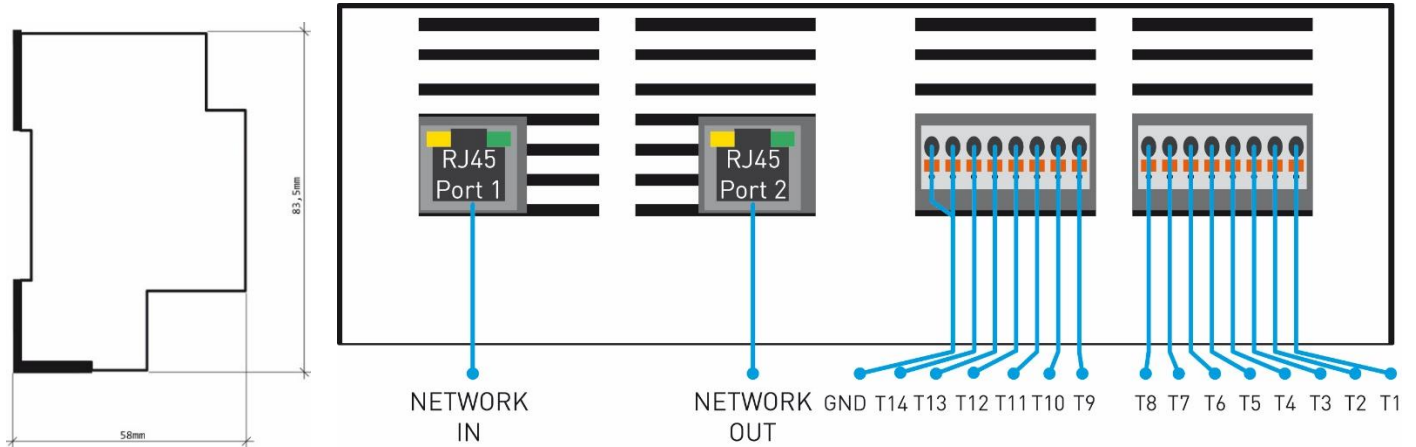 83,5mm
58mm
RJ45
Port 1
RJ45
Port 2
NETWORK
IN
NETWORK
OUT
GND T14 T13 T12 T11 T10 T9
T8 T7 T6 T5 T4 T3 T2 T1